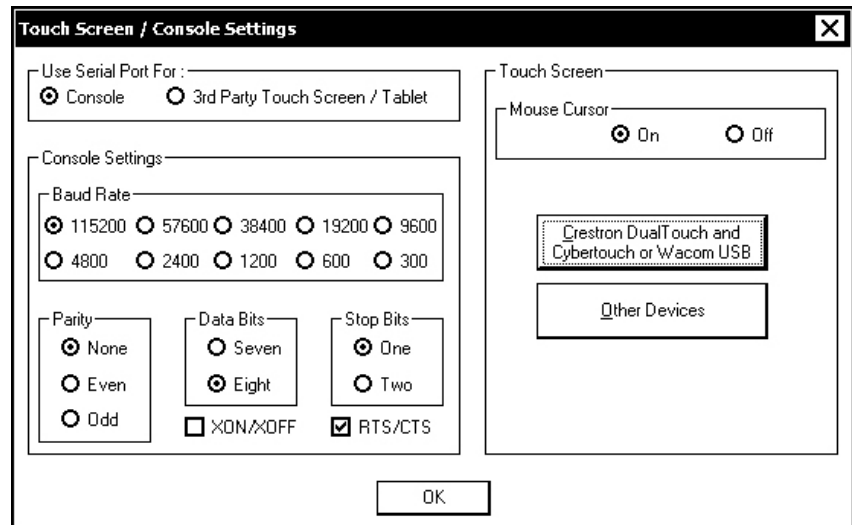 Touch Screen / Console Settings
Use Serial Port For :
Console 3rd Party Touch Screen / Tablet
Console Settings
Baud Rate
115200 57600 38400 19200 9600
4800 2400 1200 600 300
Parity
None
Even
Odd
Data Bits
Seven
Eight
Stop Bits
One
Two
XON/XOFF
RTS/CTS
Touch Screen
Mouse Cursor
On Off
Crestron DualTouch and
Cybertouch or Wacom USB
Other Devices
OK